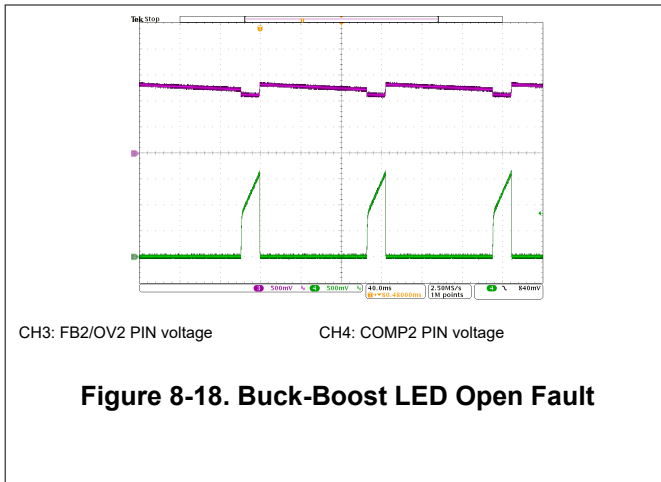 Tek Stop
3 500mV 4 500mV 40.0ms 2.50MS/s 4 840mV
80.48000ms 1M points
CH3: FB2/OV2 PIN voltage CH4: COMP2 PIN voltage
Figure 8-18. Buck-Boost LED Open Fault